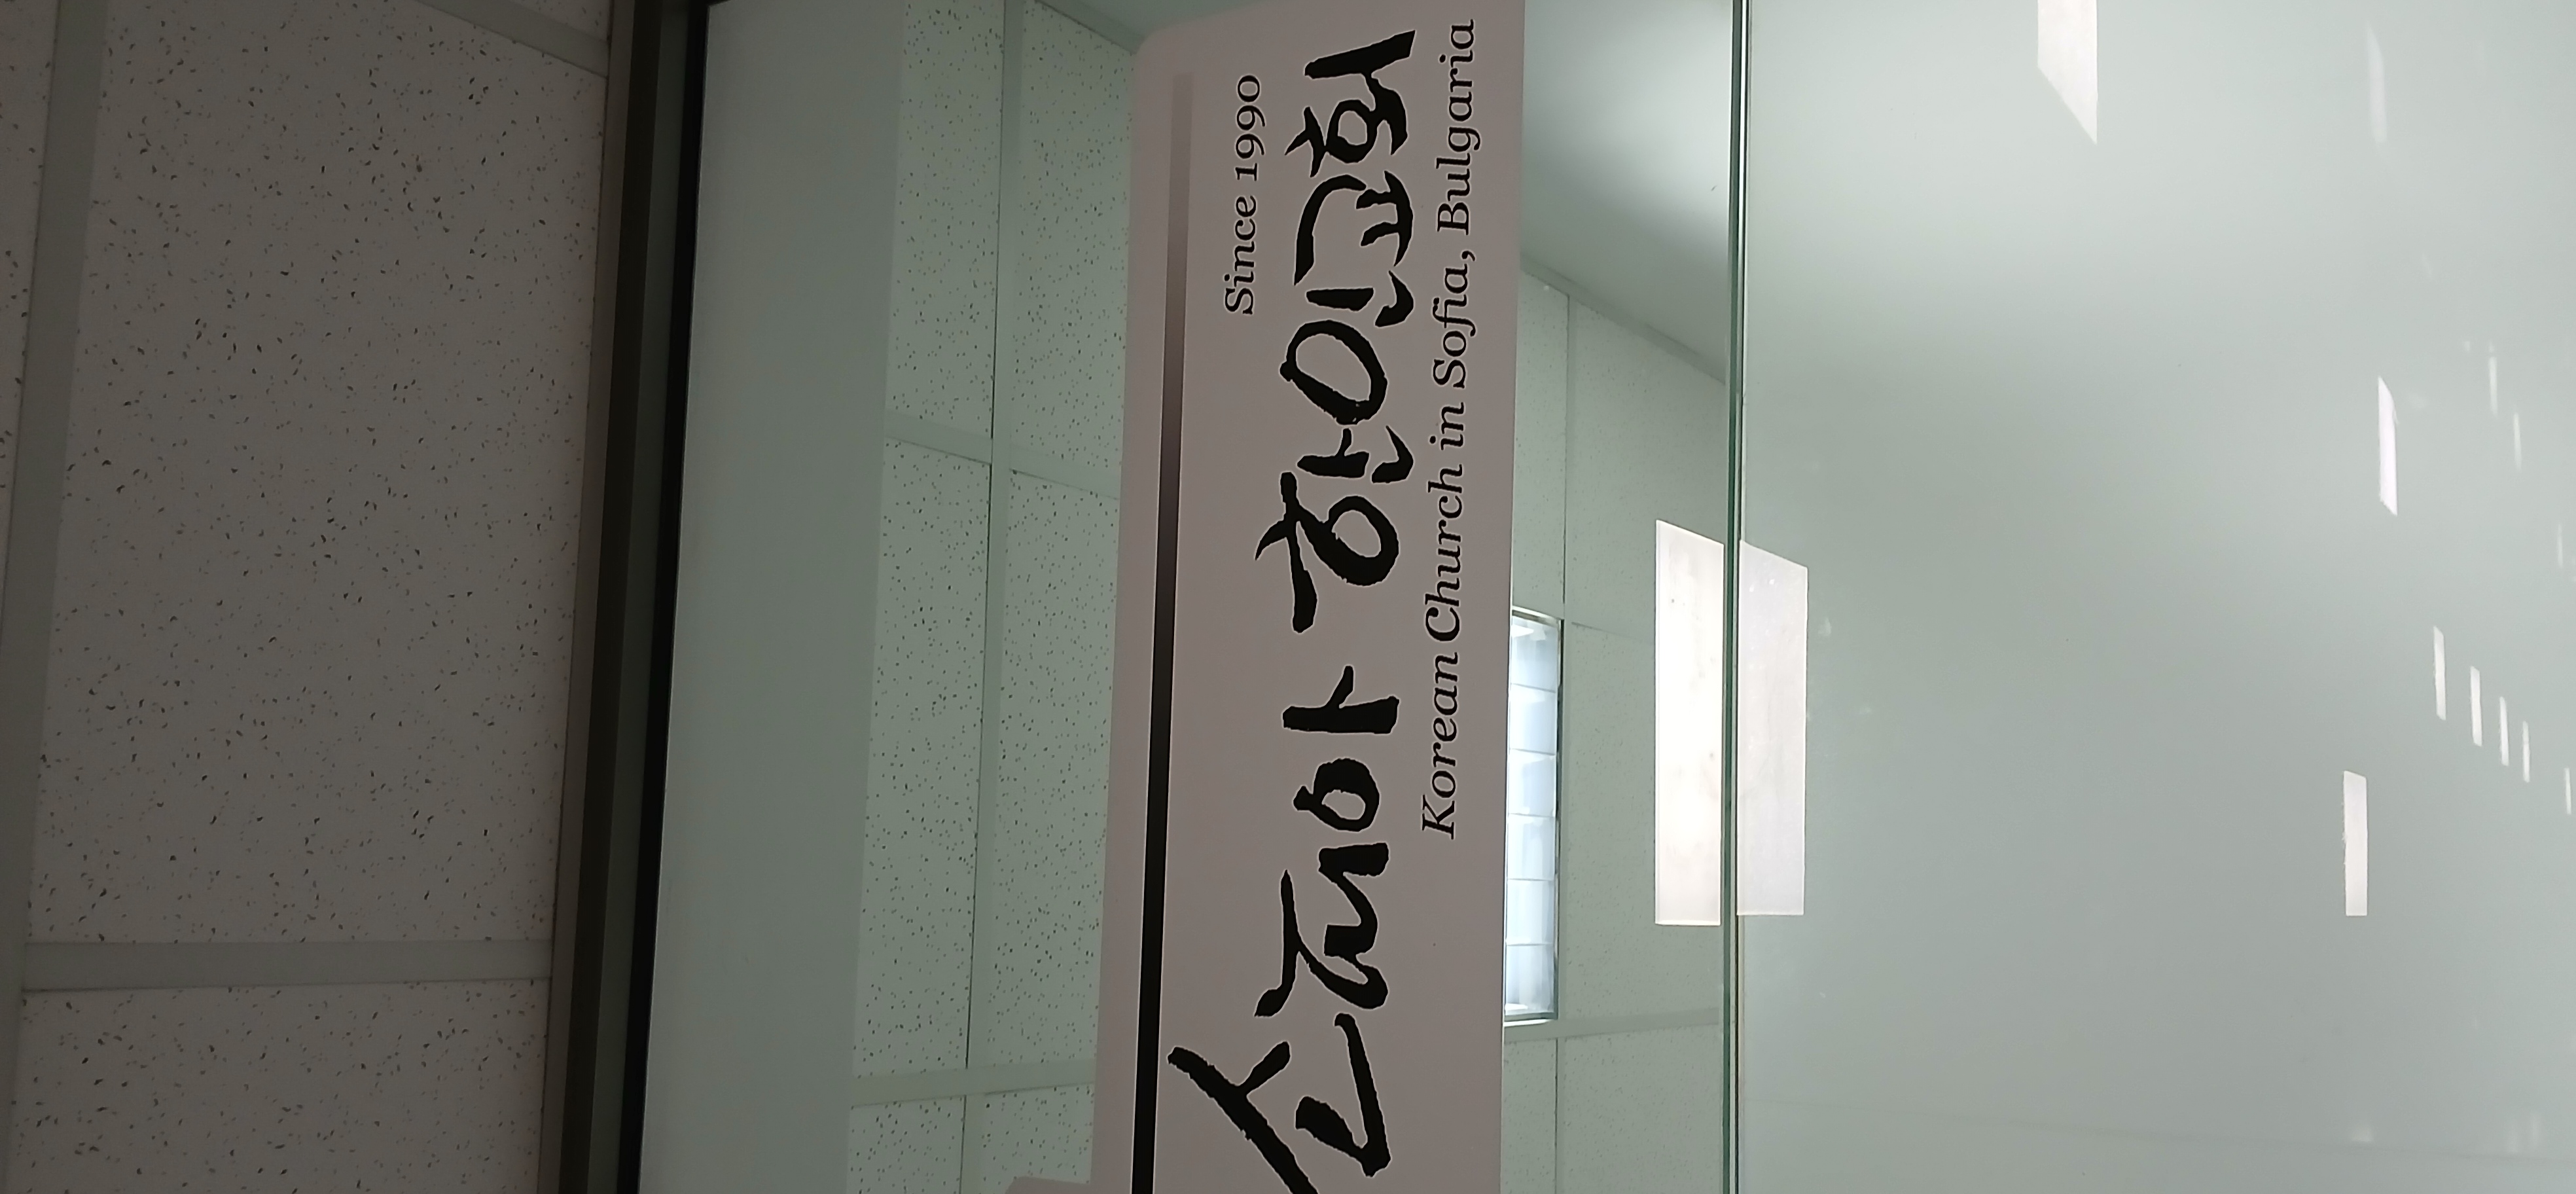 Since 1990
소피아 한인교회
Korean Church in Sofia, Bulgaria